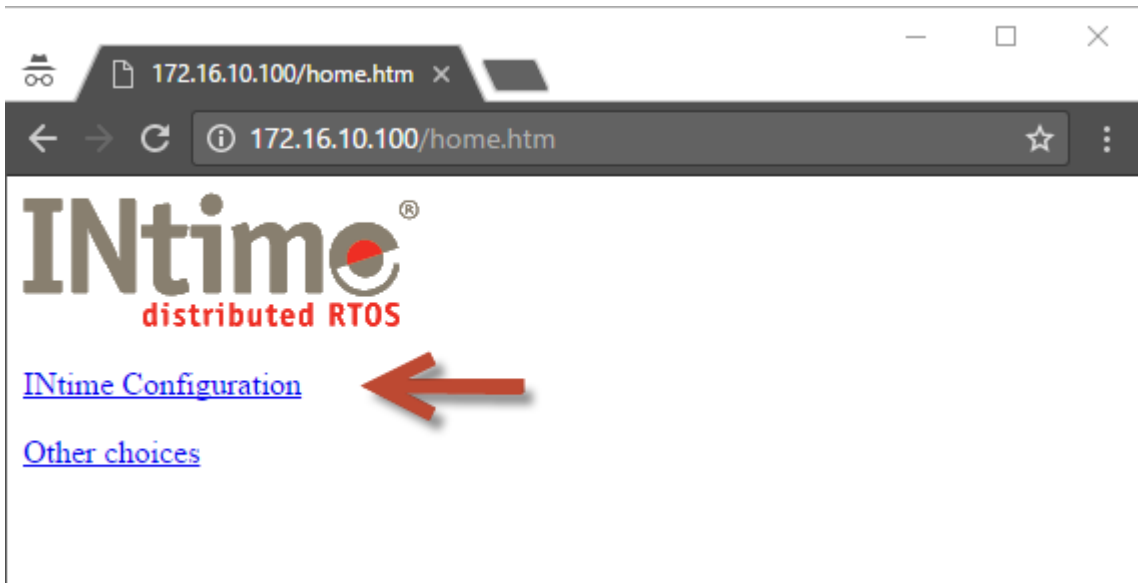 172.16.10.100/home.htm
172.16.10.100/home.htm
INtime®
distributed RTOS
INtime Configuration
Other choices